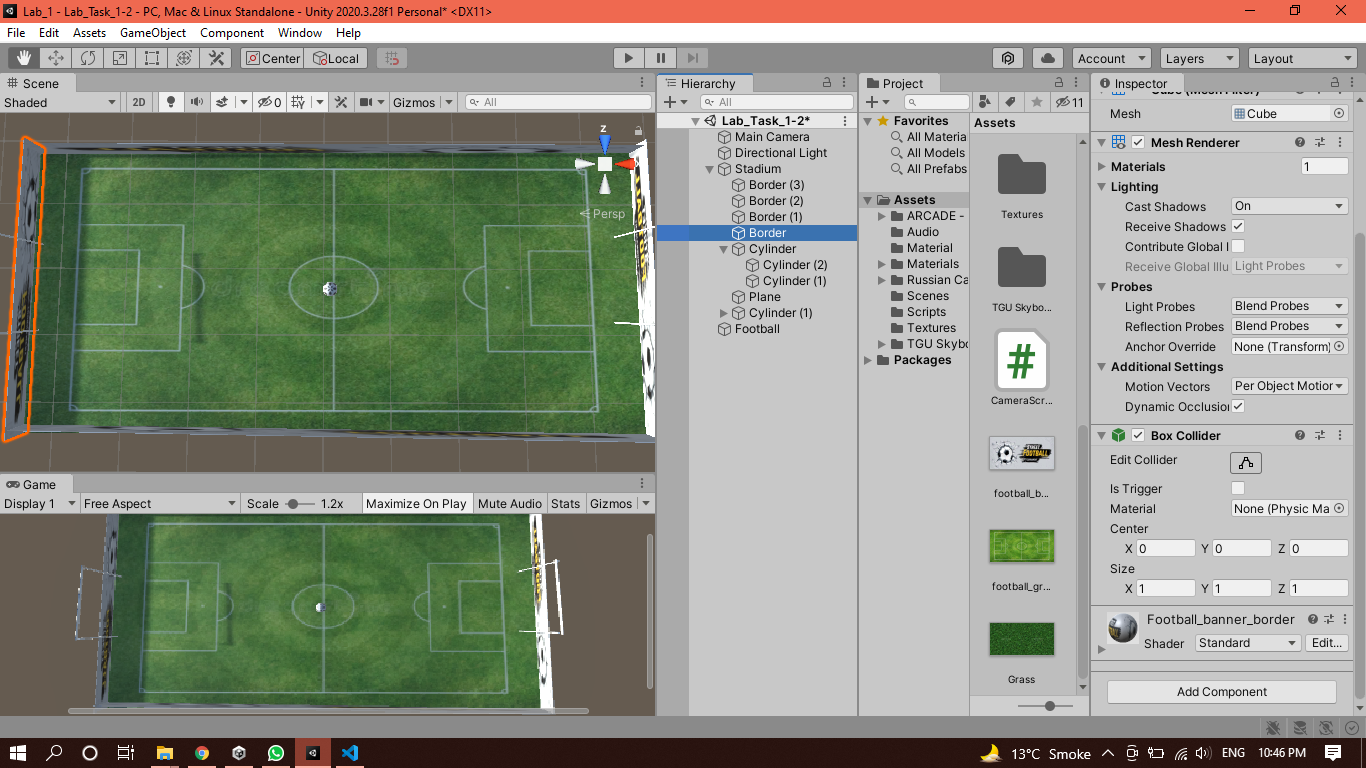 Lab_1 - Lab_Task_1-2 - PC, Mac & Linux Standalone - Unity 2020.3.28f1 Personal* <DX11>
File Edit Assets GameObject Component Window Help
Center Local Account Layers Layout
Scene
Shaded 2D 0 Gizmos All
z
Persp
Game
Display 1 Free Aspect Scale 1.2x Maximize On Play Mute Audio Stats Gizmos
Hierarchy
All
Lab_Task_1-2*
Main Camera
Directional Light
Stadium
Border (3)
Border (2)
Border (1)
Border
Cylinder
Cylinder (2)
Cylinder (1)
Plane
Cylinder (1)
Football
Project
11
Favorites
All Materia
All Models
All Prefabs
Assets
ARCADE -
Audio
Material
Materials
Russian Ca
Scenes
Scripts
Textures
TGU Skybo
Packages
Assets
Textures
TGU Skybo...
#
CameraScr...
FOOTBALL
football_b...
football_gr...
Grass
Inspector
Cube (Mesh Filter)
Mesh Cube
Mesh Renderer
Materials 1
Lighting
Cast Shadows On
Receive Shadows
Contribute Global I
Receive Global Illu Light Probes
Probes
Light Probes Blend Probes
Reflection Probes Blend Probes
Anchor Override None (Transform)
Additional Settings
Motion Vectors Per Object Motion
Dynamic Occlusion
Box Collider
Edit Collider
Is Trigger
Material None (Physic Ma
Center
X 0 Y 0 Z 0
Size
X 1 Y 1 Z 1
Football_banner_border
Shader Standard Edit...
Add Component
13°C Smoke ENG 10:46 PM